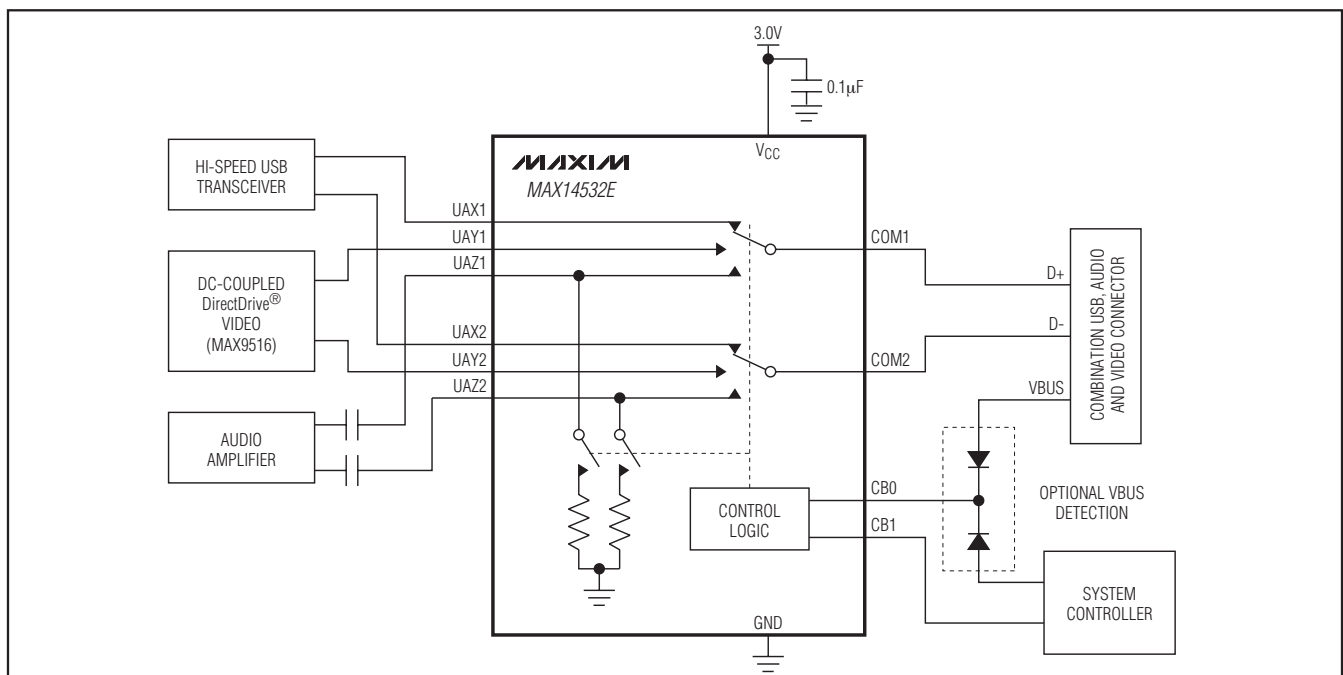 3.0V
0.1µF
VCC
MAXIM
MAX14532E
HI-SPEED USB
TRANSCEIVER
UAX1
UAY1
UAZ1
COM1
DC-COUPLED
DirectDrive®
VIDEO
(MAX9516)
UAX2
UAY2
UAZ2
COM2
D+
D-
VBUS
COMBINATION USB, AUDIO
AND VIDEO CONNECTOR
AUDIO
AMPLIFIER
CONTROL
LOGIC
CB0
CB1
OPTIONAL VBUS
DETECTION
SYSTEM
CONTROLLER
GND